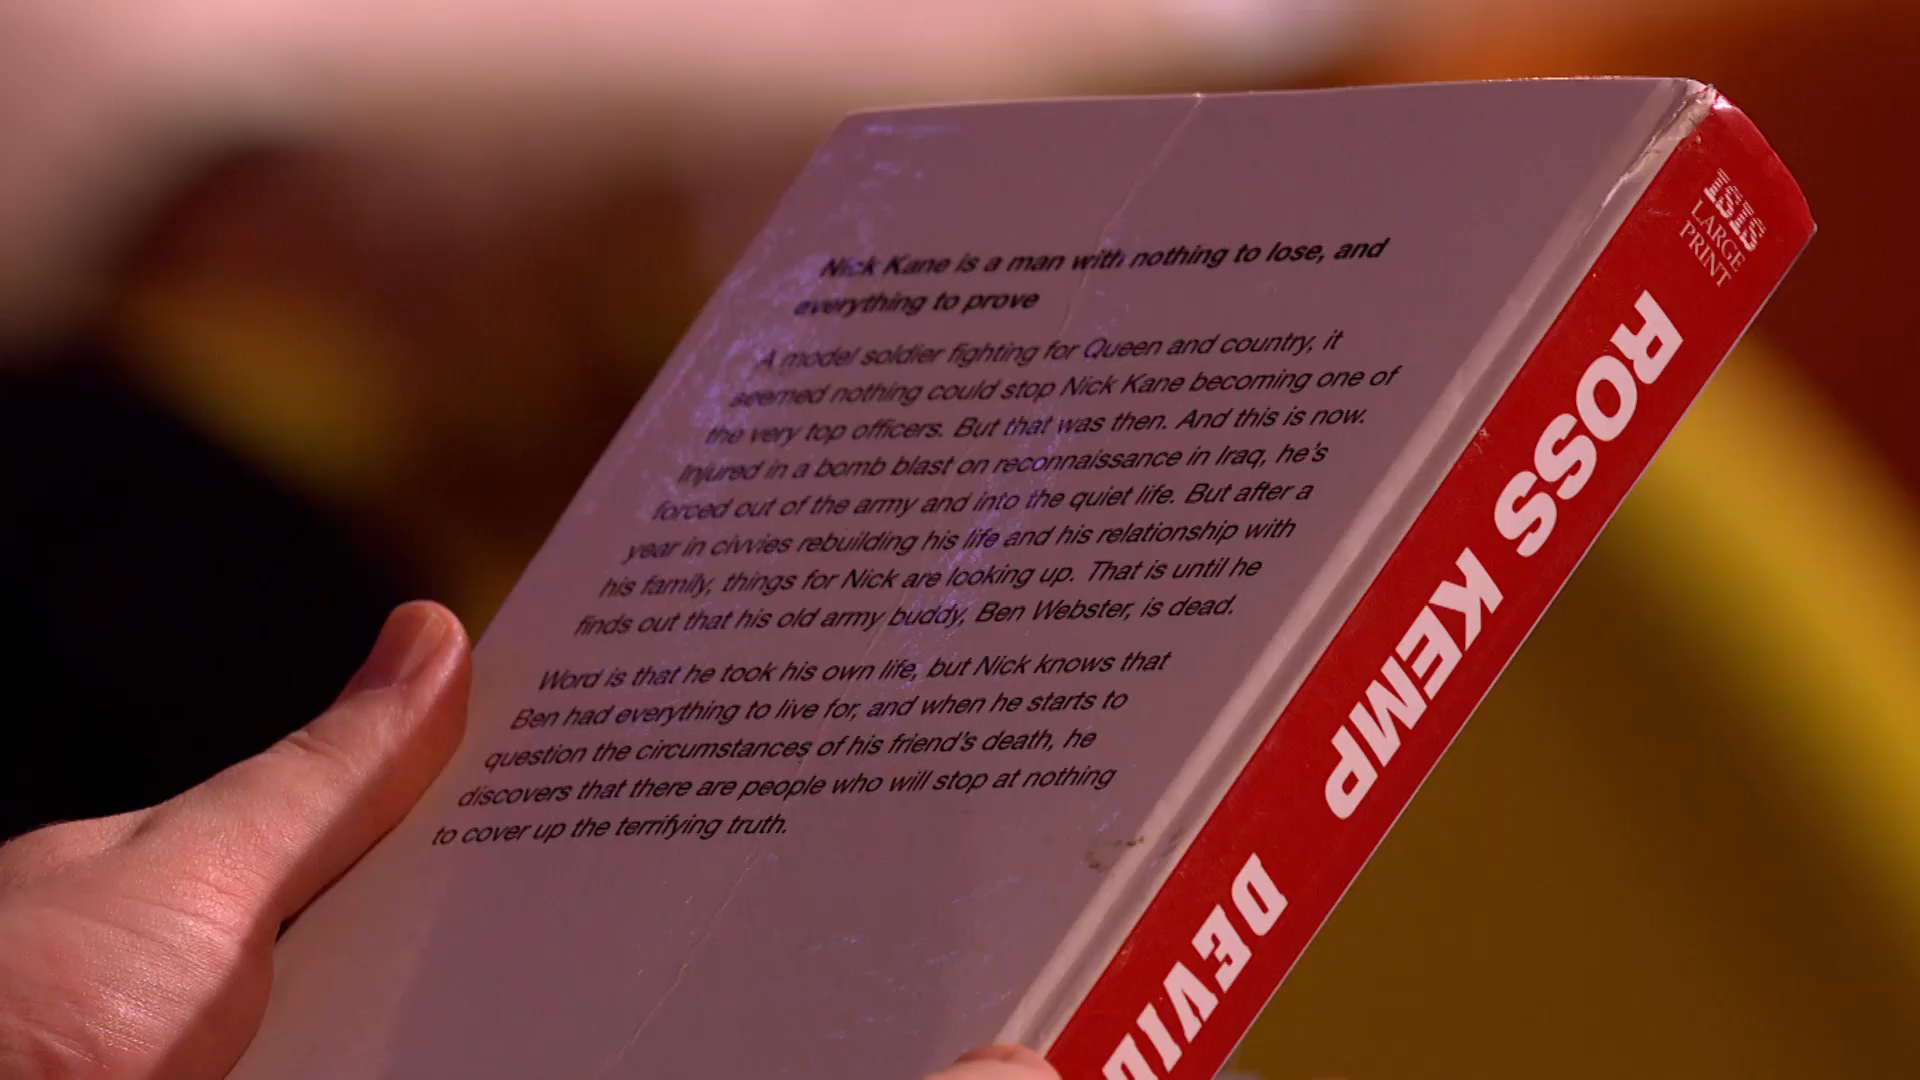 Nick Kane is a man with nothing to lose, and
everything to prove
A model soldier fighting for Queen and country, it
seemed nothing could stop Nick Kane becoming one of
the very top officers. But that was then. And this is now.
Injured in a bomb blast on reconnaissance in Iraq, he's
forced out of the army and into the quiet life. But after a
year in civvies rebuilding his life and his relationship with
his family, things for Nick are looking up. That is until he
finds out that his old army buddy, Ben Webster, is dead.
Word is that he took his own life, but Nick knows that
Ben had everything to live for, and when he starts to
question the circumstances of his friend's death, he
discovers that there are people who will stop at nothing
to cover up the terrifying truth.
ISIS
LARGE
PRINT
ROSS KEMP
DEVIL